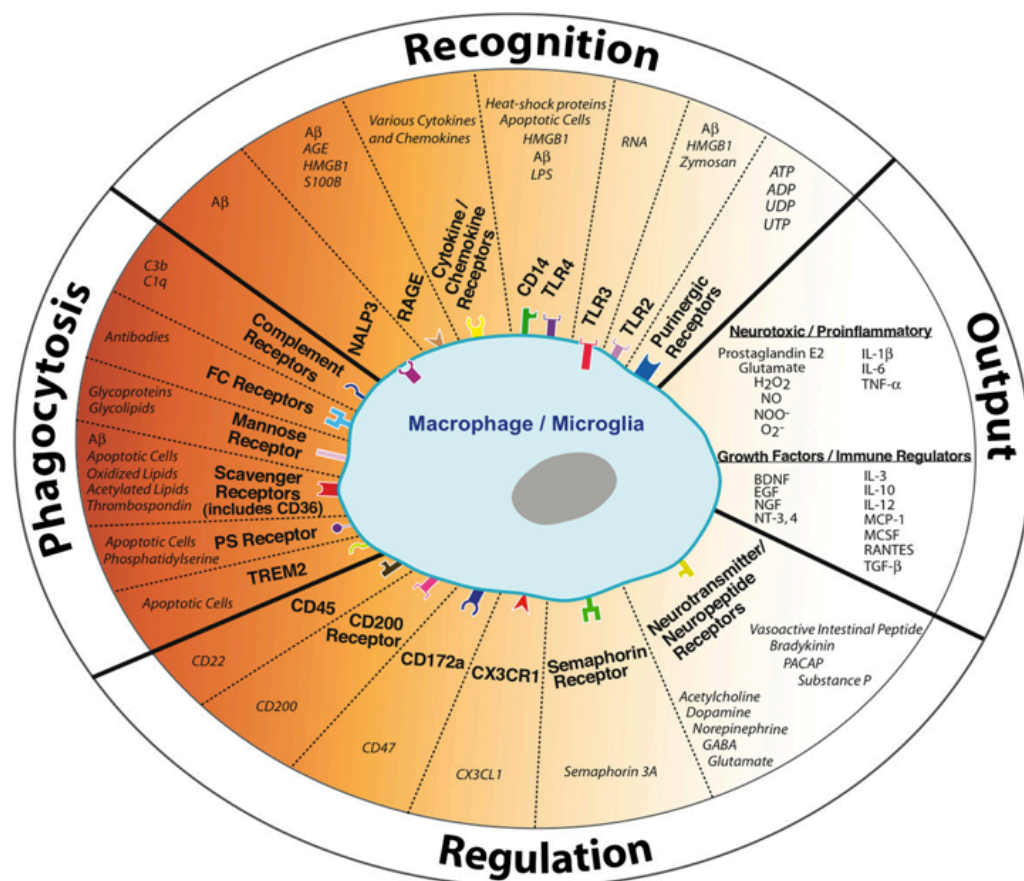 Recognition
Heat-shock proteins
Apoptotic Cells
HMGB1
Aβ
LPS
Various Cytokines
and Chemokines
Aβ
AGE
HMGB1
S100B
Aβ
RNA
Aβ
HMGB1
Zymosan
ATP
ADP
UDP
UTP
NALP3
RAGE
Cytokine /
Chemokine
Receptors
CD14
TLR4
TLR3
TLR2
Purinergic
Receptors
Output
Neurotoxic / Proinflammatory
Prostaglandin E2
Glutamate
H2O2
NO
NOO-
O2-
IL-1β
IL-6
TNF-α
Growth Factors / Immune Regulators
BDNF
EGF
NGF
NT-3, 4
IL-3
IL-10
IL-12
MCP-1
MCSF
RANTES
TGF-β
Macrophage / Microglia
Phagocytosis
C3b
C1q
Complement
Receptors
Antibodies
FC Receptors
Glycoproteins
Glycolipids
Mannose
Receptor
Aβ
Apoptotic Cells
Oxidized Lipids
Acetylated Lipids
Thrombospondin
Scavenger
Receptors
(includes CD36)
Apoptotic Cells
Phosphatidylserine
PS Receptor
Apoptotic Cells
TREM2
Regulation
CD45
CD22
CD200
Receptor
CD200
CD172a
CD47
CX3CR1
CX3CL1
Semaphorin
Receptor
Semaphorin 3A
Neurotransmitter/
Neuropeptide
Receptors
Vasoactive Intestinal Peptide
Bradykinin
PACAP
Substance P
Acetylcholine
Dopamine
Norepinephrine
GABA
Glutamate